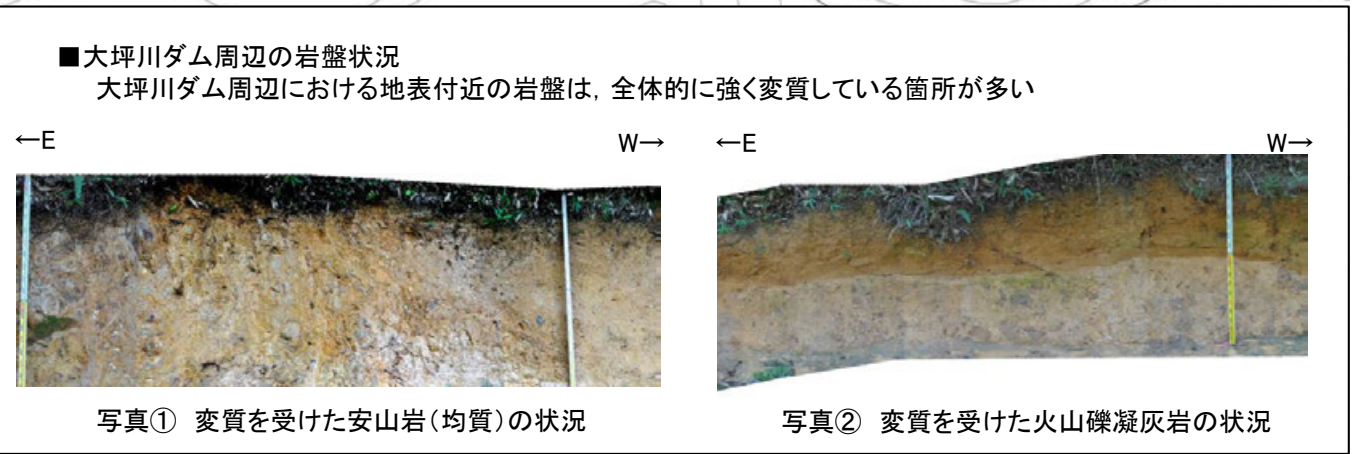 ■大坪川ダム周辺の岩盤状況
大坪川ダム周辺における地表付近の岩盤は，全体的に強く変質している箇所が多い
←E
W→
←E
W→
写真① 変質を受けた安山岩（均質）の状況
写真② 変質を受けた火山礫凝灰岩の状況